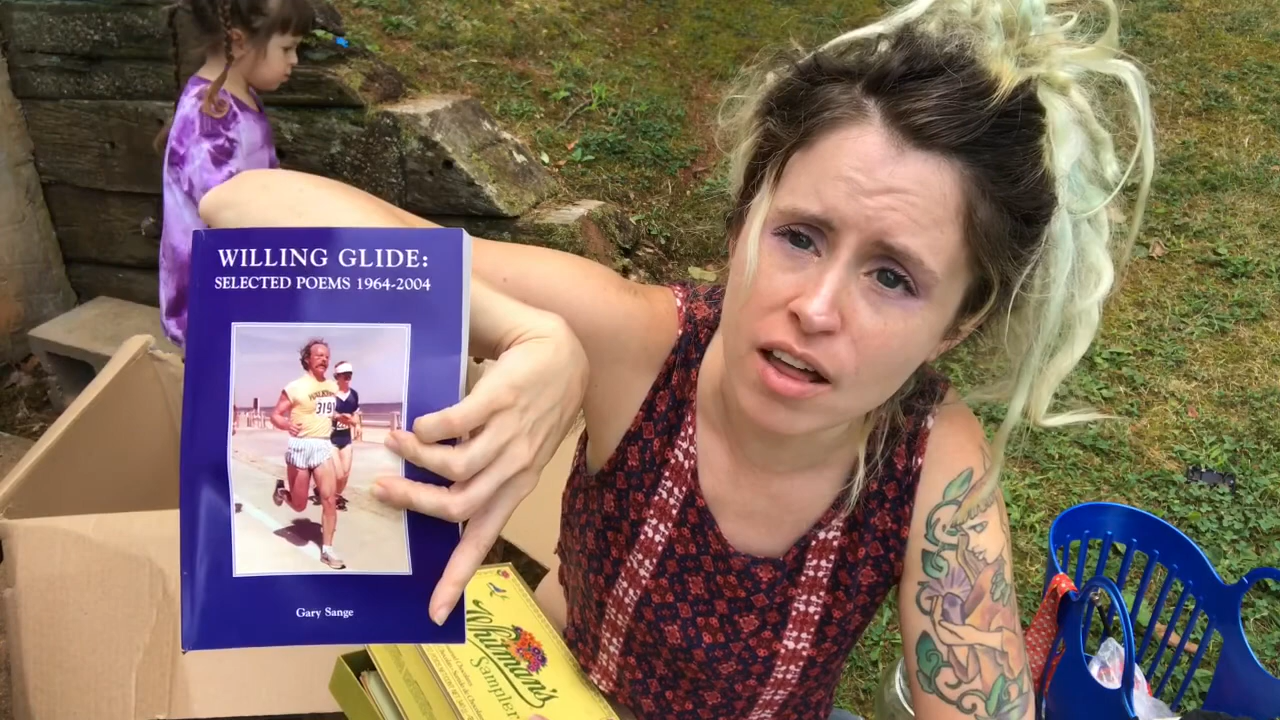 WILLING GLIDE:
SELECTED POEMS 1964-2004
319
Gary Sange
Whitman's
Sampler